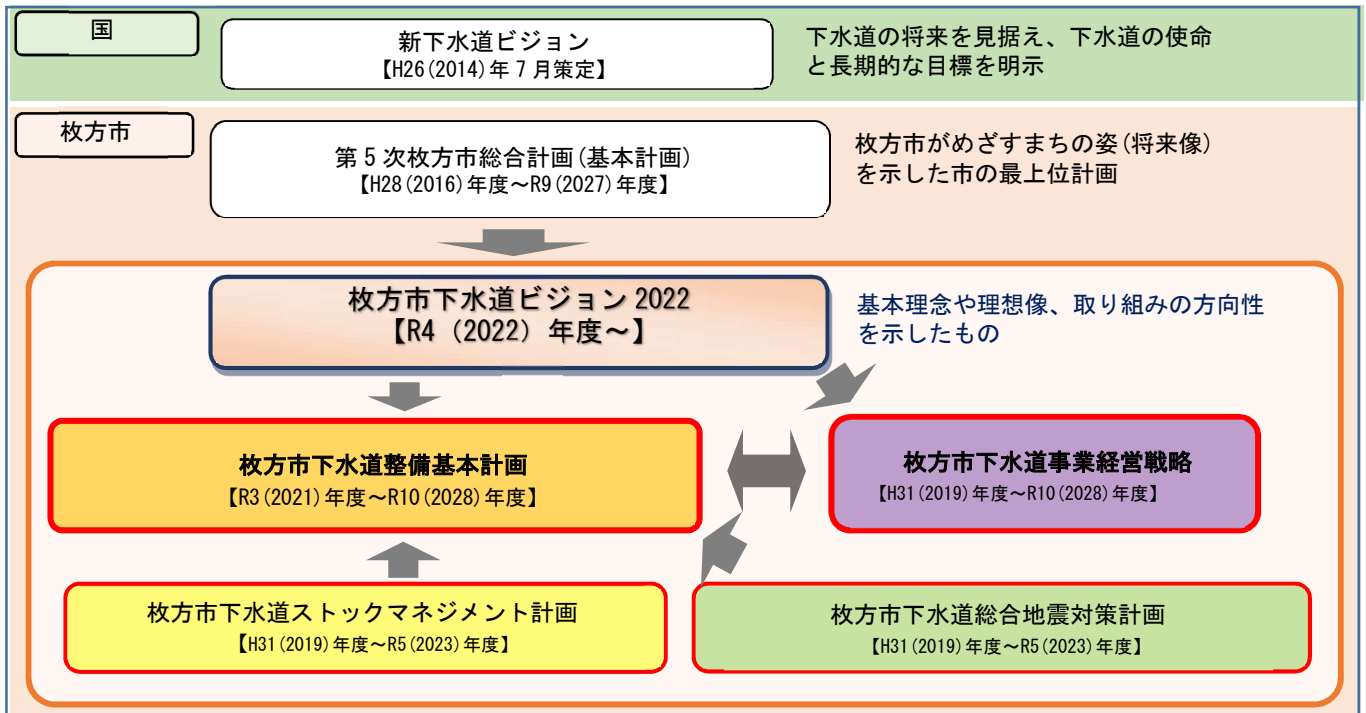 国
新下水道ビジョン
【H26(2014)年7月策定】
下水道の将来を見据え、下水道の使命
と長期的な目標を明示
枚方市
第5次枚方市総合計画(基本計画)
【H28(2016)年度～R9(2027)年度】
枚方市がめざすまちの姿(将来像)
を示した市の最上位計画
枚方市下水道ビジョン2022
【R4（2022）年度～】
基本理念や理想像、取り組みの方向性
を示したもの
枚方市下水道整備基本計画
【R3(2021)年度～R10(2028)年度】
枚方市下水道事業経営戦略
【H31(2019)年度～R10(2028)年度】
枚方市下水道ストックマネジメント計画
【H31(2019)年度～R5(2023)年度】
枚方市下水道総合地震対策計画
【H31(2019)年度～R5(2023)年度】